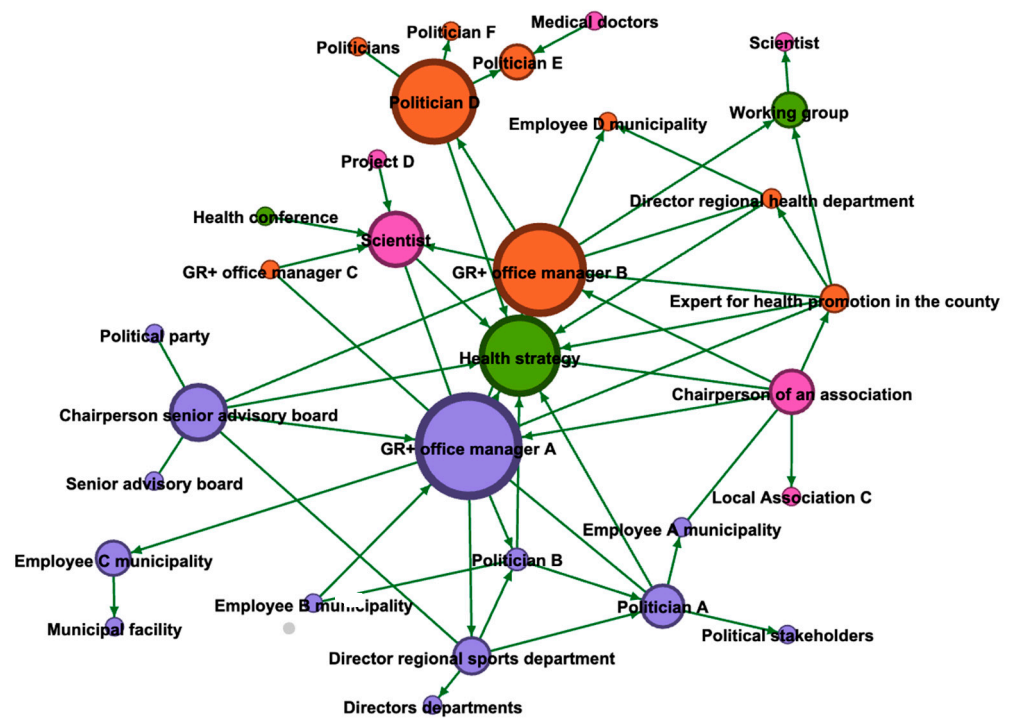 Medical doctors
Politician F
Politicians
Scientist
Politician E
Politician D
Working group
Employee D municipality
Project D
Director regional health department
Health conference
Scientist
GR+ office manager C
GR+ office manager B
Expert for health promotion in the county
Political party
Health strategy
Chairperson of an association
Chairperson senior advisory board
GR+ office manager A
Senior advisory board
Local Association C
Employee A municipality
Employee C municipality
Politician B
Employee B municipality
Politician A
Municipal facility
Political stakeholders
Director regional sports department
Directors departments